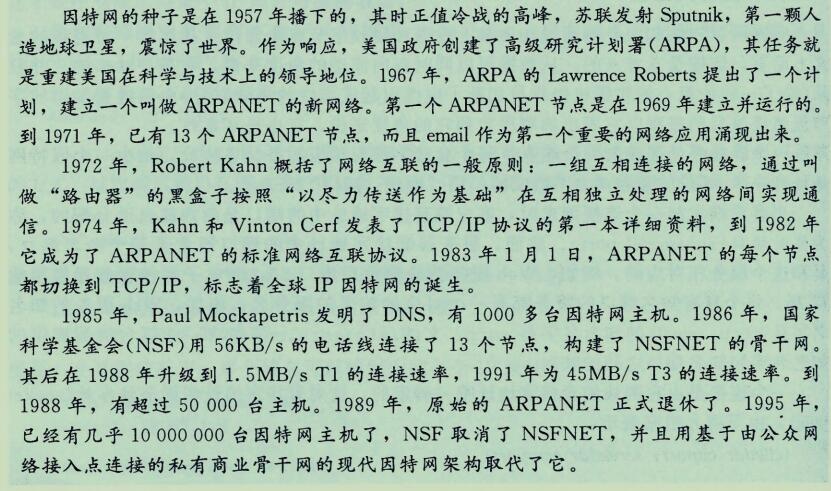 因特网的种子是在 1957 年播下的，其时正值冷战的高峰，苏联发射 Sputnik，第一颗人
造地球卫星，震惊了世界。作为响应，美国政府创建了高级研究计划署(ARPA)，其任务就
是重建美国在科学与技术上的领导地位。1967 年，ARPA 的 Lawrence Roberts 提出了一个计
划，建立一个叫做 ARPANET 的新网络。第一个 ARPANET 节点是在 1969 年建立并运行的。
到 1971 年，已有 13 个 ARPANET 节点，而且 email 作为第一个重要的网络应用涌现出来。
1972 年，Robert Kahn 概括了网络互联的一般原则：一组互相连接的网络，通过叫
做“路由器”的黑盒子按照“以尽力传送作为基础”在互相独立处理的网络间实现通
信。1974 年，Kahn 和 Vinton Cerf 发表了 TCP/IP 协议的第一本详细资料，到 1982 年
它成为了 ARPANET 的标准网络互联协议。1983 年 1 月 1 日，ARPANET 的每个节点
都切换到 TCP/IP，标志着全球 IP 因特网的诞生。
1985 年，Paul Mockapetris 发明了 DNS，有 1000 多台因特网主机。1986 年，国家
科学基金会(NSF)用 56KB/s 的电话线连接了 13 个节点，构建了 NSFNET 的骨干网。
其后在 1988 年升级到 1.5MB/s T1 的连接速率，1991 年为 45MB/s T3 的连接速率。到
1988 年，有超过 50 000 台主机。1989 年，原始的 ARPANET 正式退休了。1995 年，
已经有几乎 10 000 000 台因特网主机了，NSF 取消了 NSFNET，并且用基于由公众网
络接入点连接的私有商业骨干网的现代因特网架构取代了它。